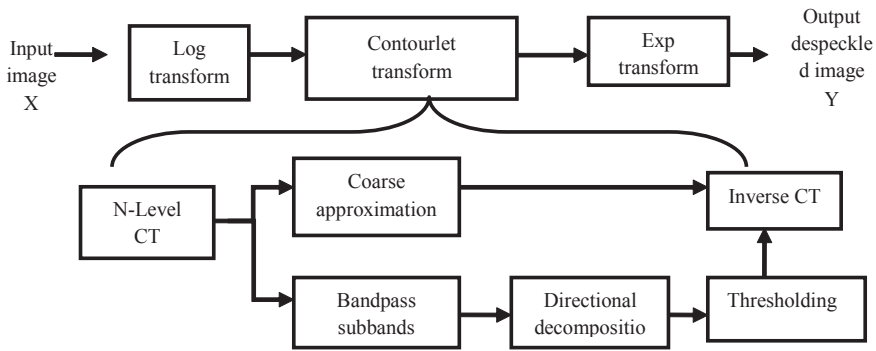 Input
image
X
Log
transform
Contourlet
transform
Exp
transform
Output
despeckle
d image
Y
N-Level
CT
Coarse
approximation
Inverse CT
Bandpass
subbands
Directional
decompositio
Thresholding